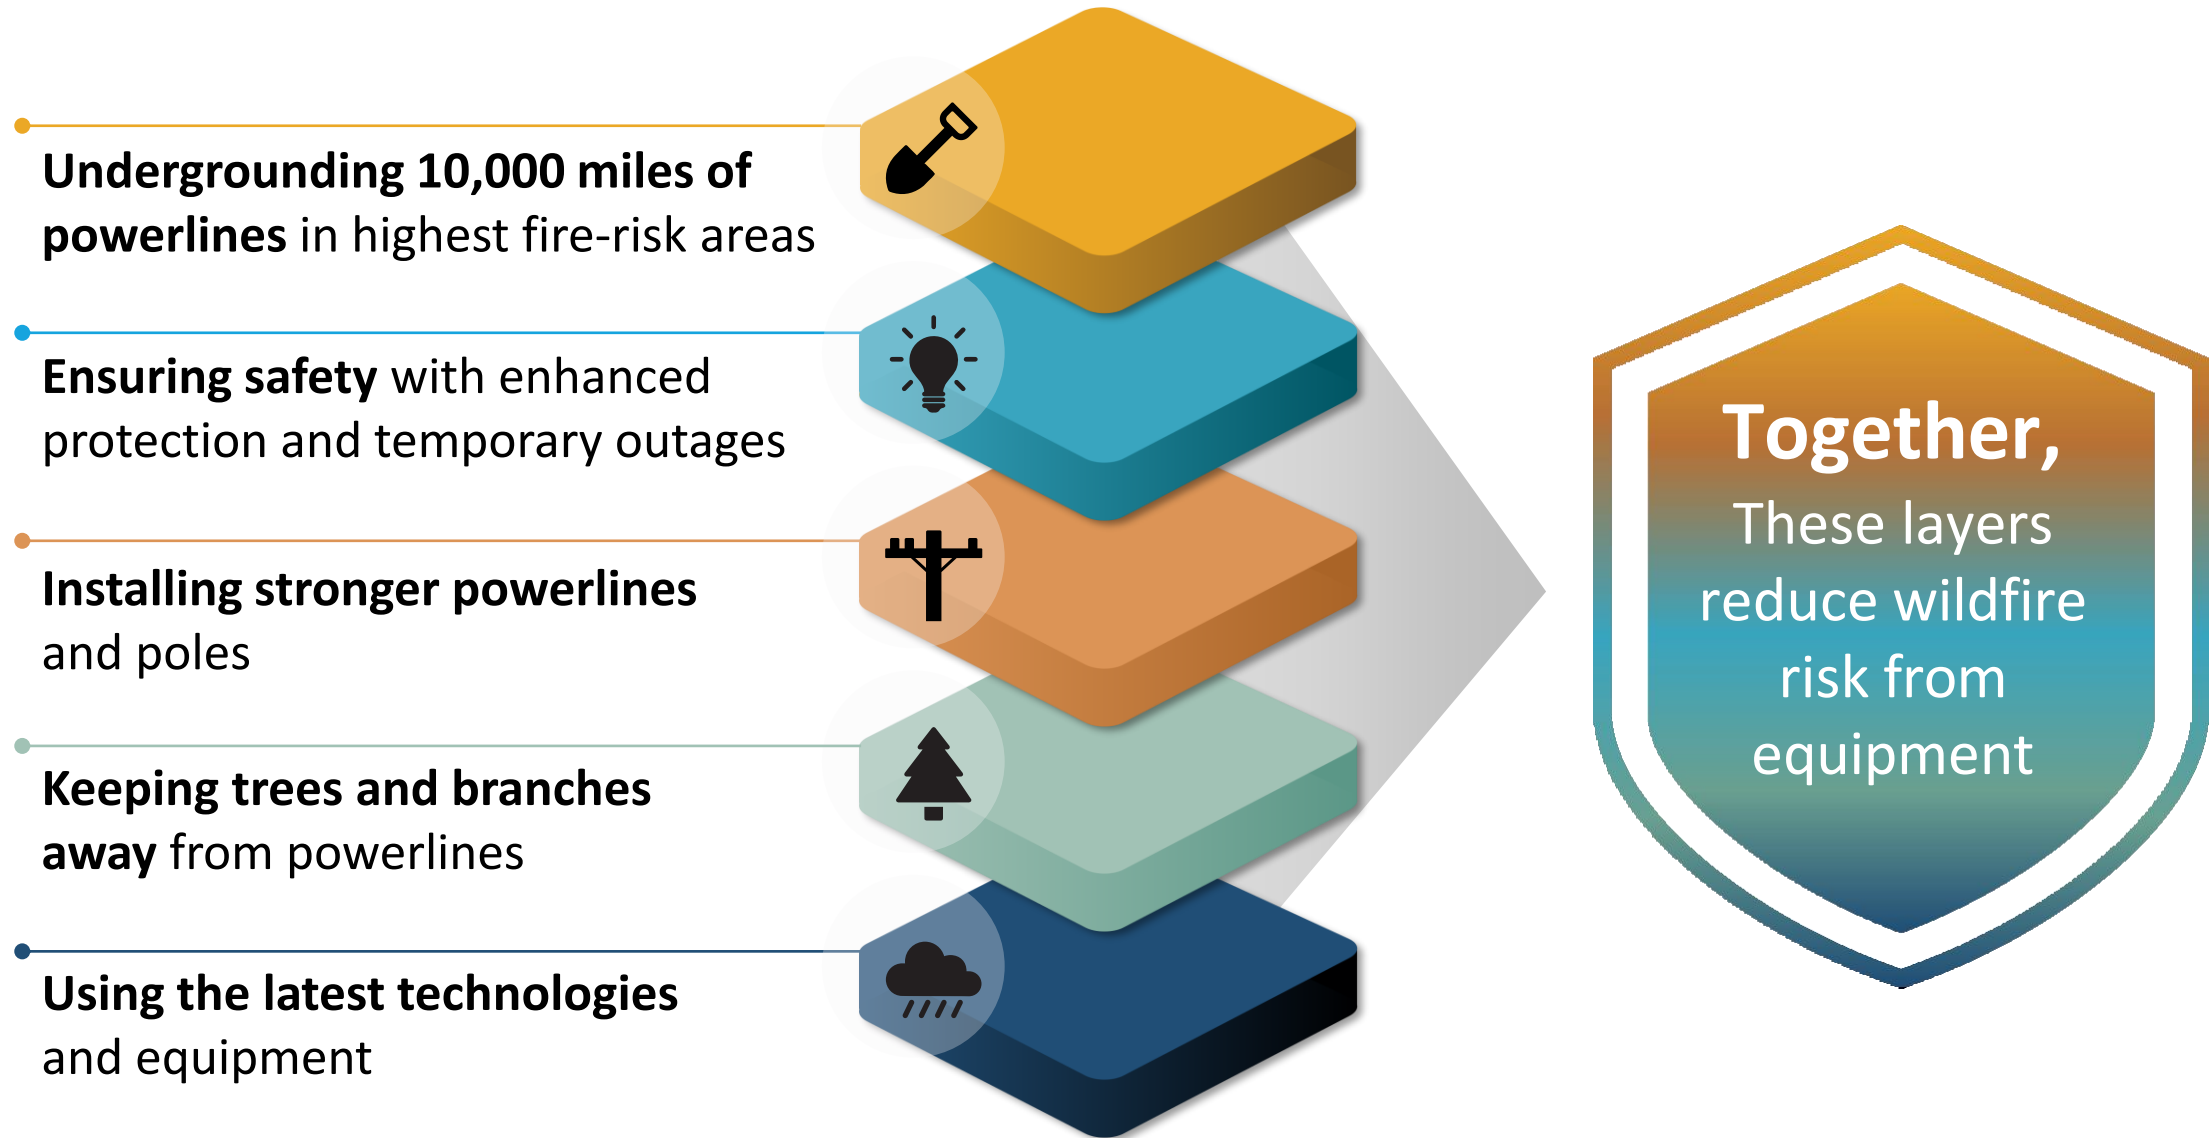 Undergrounding 10,000 miles of
powerlines in highest fire-risk areas
Ensuring safety with enhanced
protection and temporary outages
Installing stronger powerlines
and poles
Keeping trees and branches
away from powerlines
Using the latest technologies
and equipment
Together,
These layers
reduce wildfire
risk from
equipment